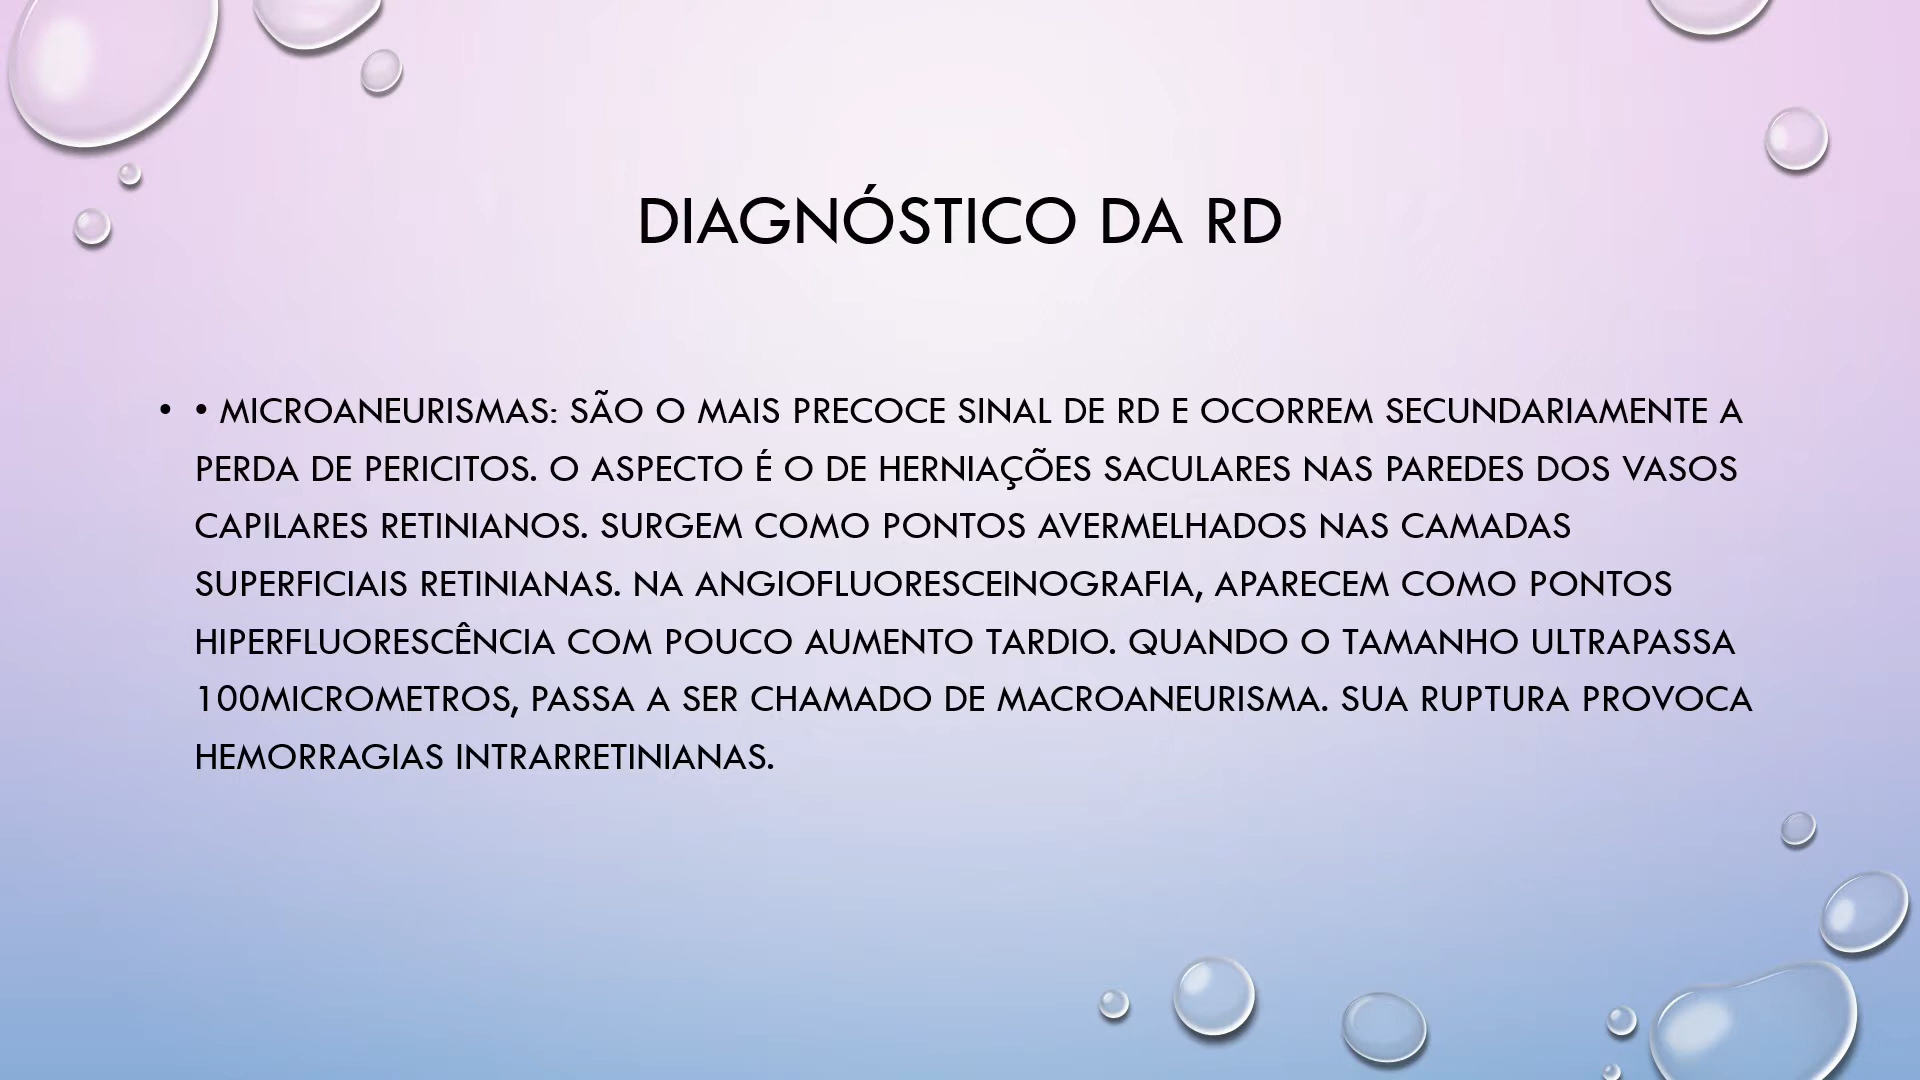 DIAGNÓSTICO DA RD
• • MICROANEURISMAS: SÃO O MAIS PRECOCE SINAL DE RD E OCORREM SECUNDARIAMENTE A
PERDA DE PERICITOS. O ASPECTO É O DE HERNIAÇÕES SACULARES NAS PAREDES DOS VASOS
CAPILARES RETINIANOS. SURGEM COMO PONTOS AVERMELHADOS NAS CAMADAS
SUPERFICIAIS RETINIANAS. NA ANGIOFLUORESCEINOGRAFIA, APARECEM COMO PONTOS
HIPERFLUORESCÊNCIA COM POUCO AUMENTO TARDIO. QUANDO O TAMANHO ULTRAPASSA
100MICROMETROS, PASSA A SER CHAMADO DE MACROANEURISMA. SUA RUPTURA PROVOCA
HEMORRAGIAS INTRARRETINIANAS.